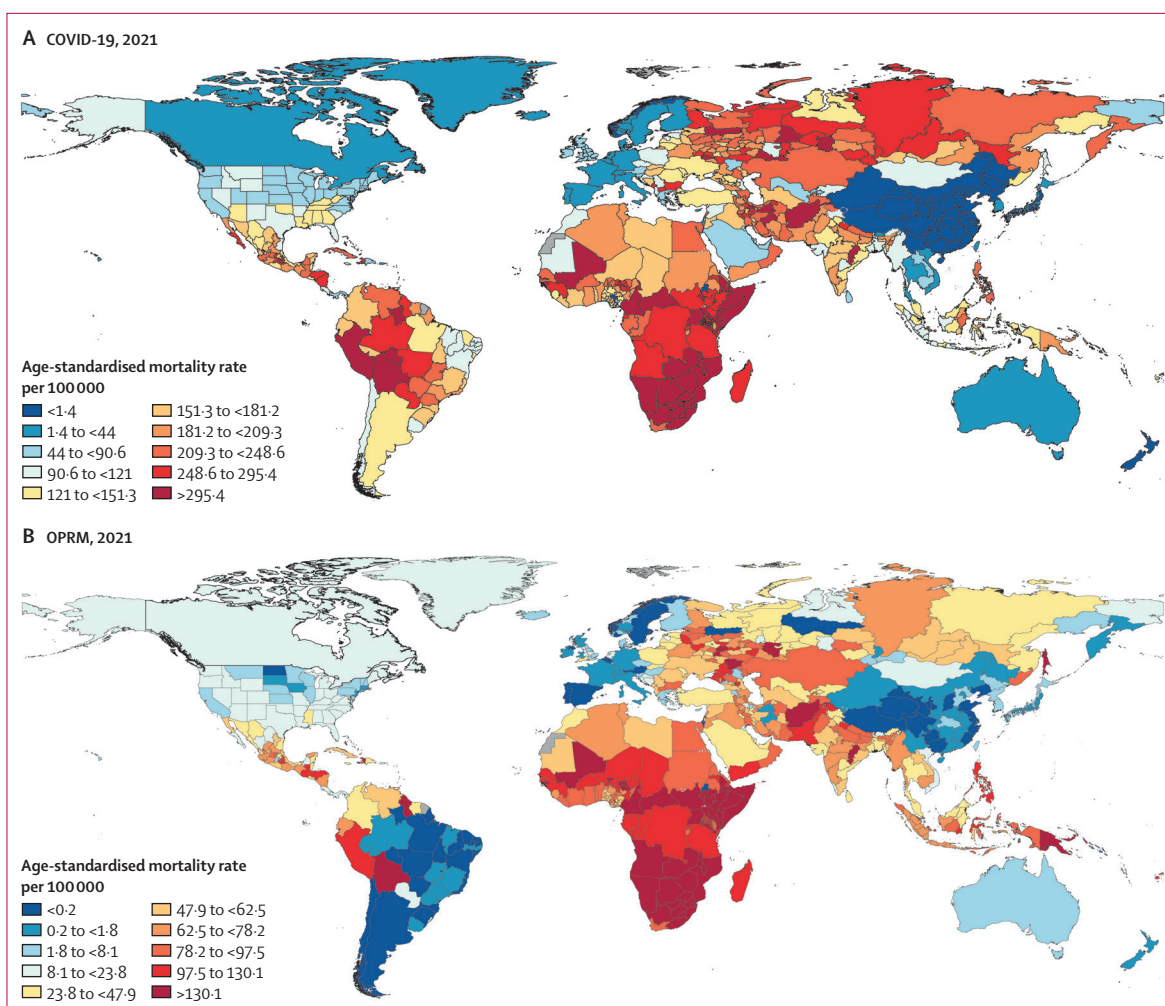 A COVID-19, 2021
Age-standardised mortality rate
per 100 000
<1·4
1·4 to <44
44 to <90·6
90·6 to <121
121 to <151·3
151·3 to <181·2
181·2 to <209·3
209·3 to <248·6
248·6 to 295·4
>295·4
B OPRM, 2021
Age-standardised mortality rate
per 100 000
<0·2
0·2 to <1·8
1·8 to <8·1
8·1 to <23·8
23·8 to <47·9
47·9 to <62·5
62·5 to <78·2
78·2 to <97·5
97·5 to 130·1
>130·1